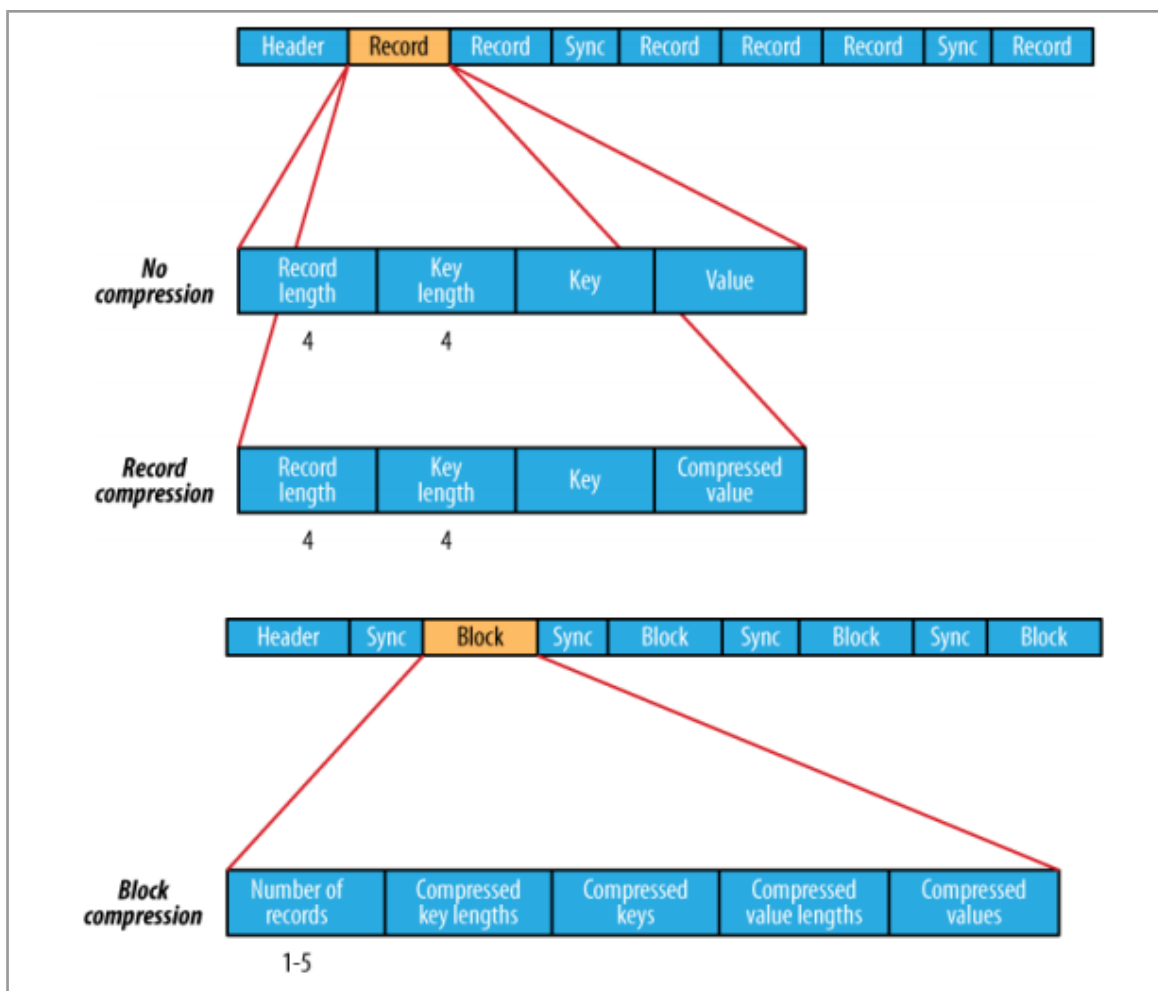 Header Record Record Sync Record Record Record Sync Record
No
compression
Record
length
Key
length
Key
Value
4 4
Record
compression
Record
length
Key
length
Key
Compressed
value
4 4
Header Sync Block Sync Block Sync Block Sync Block
Block
compression
Number of
records
Compressed
key lengths
Compressed
keys
Compressed
value lengths
Compressed
values
1-5